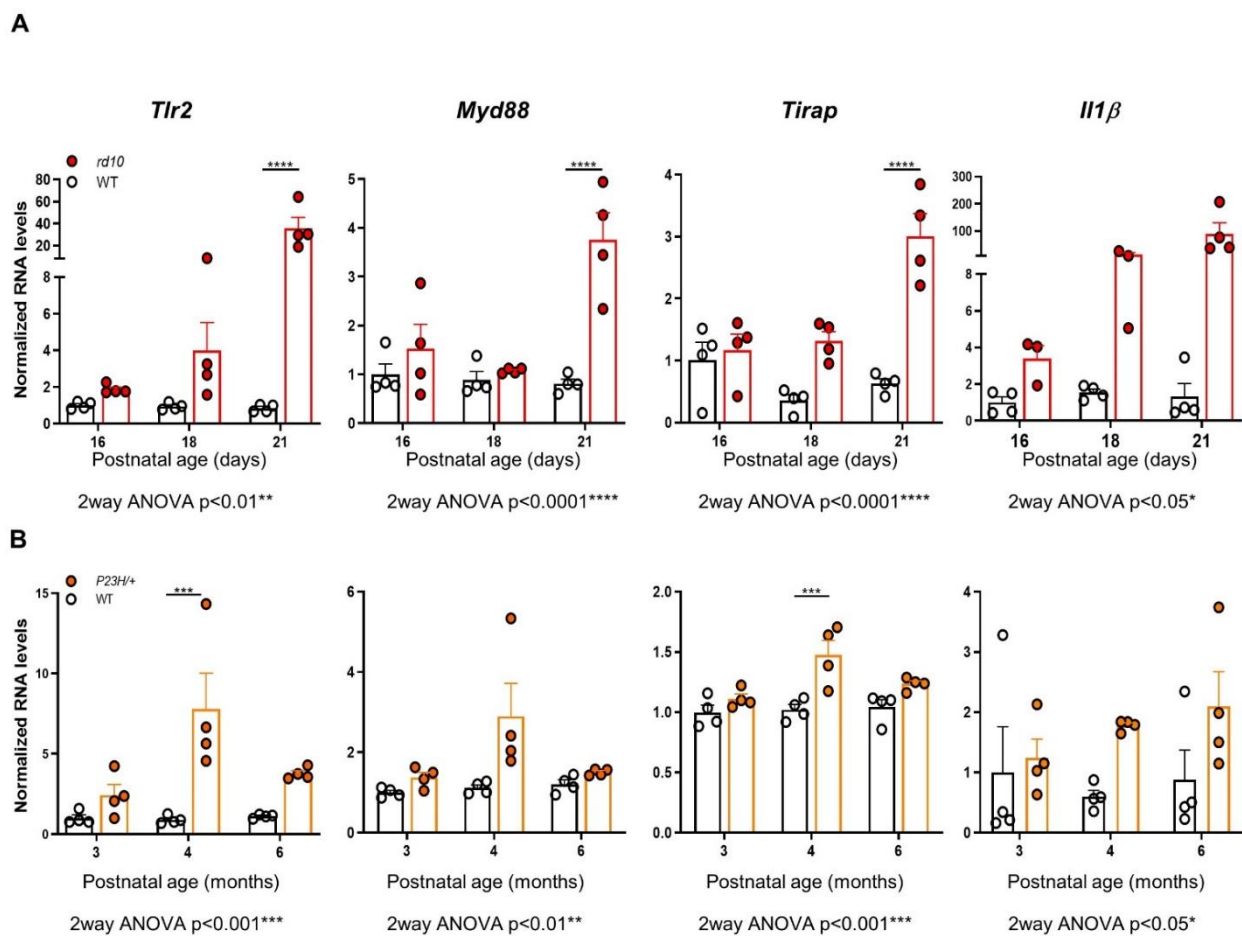 A
Tlr2 Myd88 Tirap Il1β
rd10
WT
**** **** **** 
Normalized RNA levels
80 60 40 20 8 6 4 2 0
5 4 3 2 1 0
4 3 2 1 0
300 200 100 8 6 4 2 0
16 18 21 16 18 21 16 18 21 16 18 21
Postnatal age (days) Postnatal age (days) Postnatal age (days) Postnatal age (days)
2way ANOVA p<0.01** 2way ANOVA p<0.0001**** 2way ANOVA p<0.0001**** 2way ANOVA p<0.05*
B
P23H/+
WT
*** ***
Normalized RNA levels
15 10 5 0
6 4 2 0
2.0 1.5 1.0 0.5 0.0
4 3 2 1 0
3 4 6 3 4 6 3 4 6 3 4 6
Postnatal age (months) Postnatal age (months) Postnatal age (months) Postnatal age (months)
2way ANOVA p<0.001*** 2way ANOVA p<0.01** 2way ANOVA p<0.001*** 2way ANOVA p<0.05*